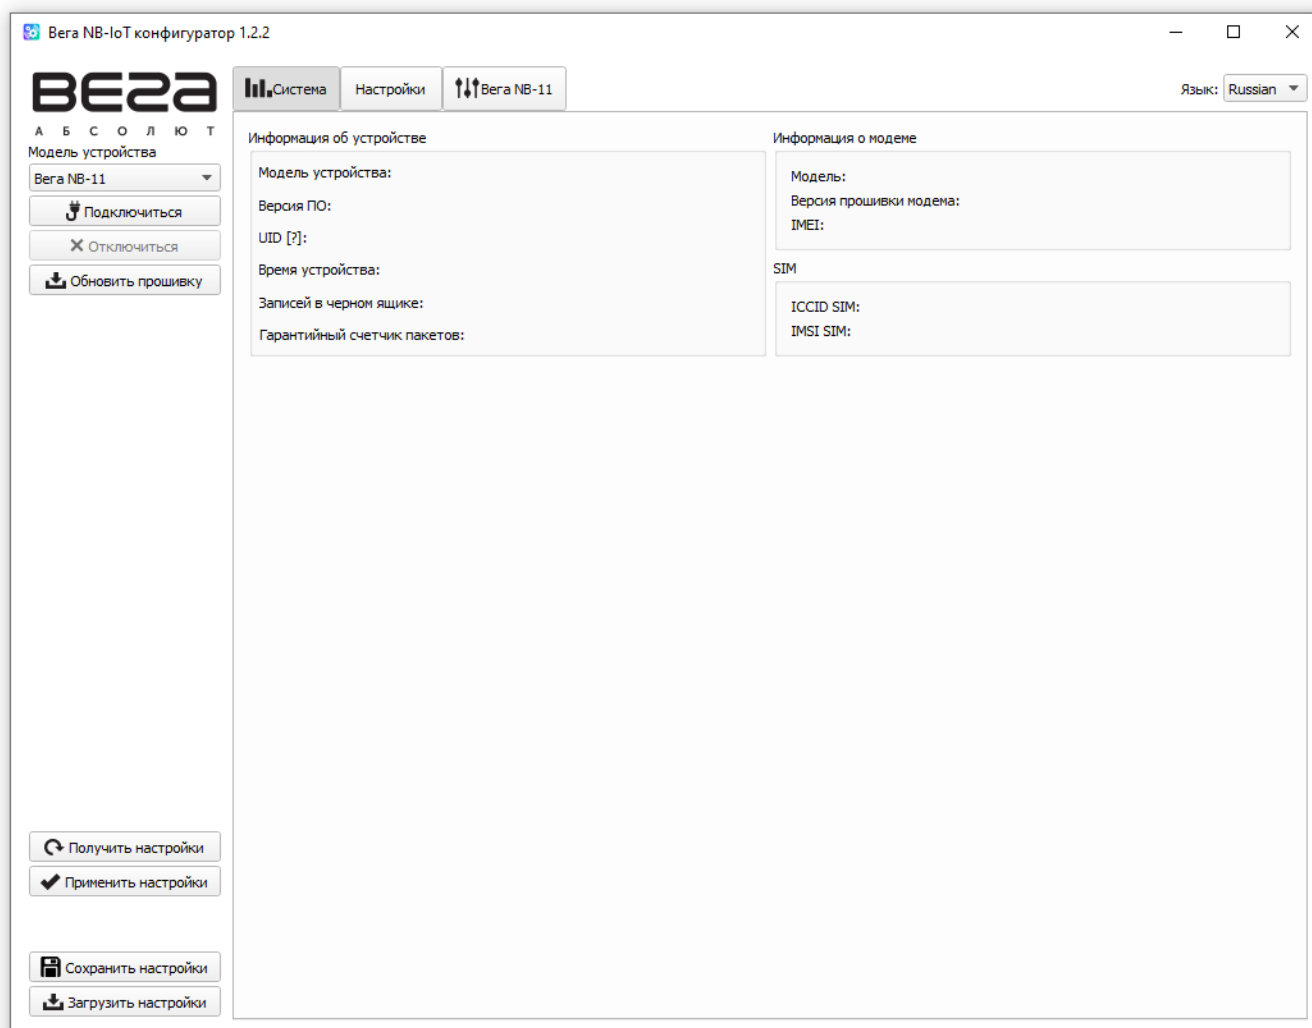 Вега NB-IoT конфигуратор 1.2.2
ВЕГА
АБСОЛЮТ
Модель устройства
Вега NB-11
Подключиться
Отключиться
Обновить прошивку
Получить настройки
Применить настройки
Сохранить настройки
Загрузить настройки
Система
Настройки
Вега NB-11
Язык: Russian
Информация об устройстве
Модель устройства:
Версия ПО:
UID [?]:
Время устройства:
Записей в черном ящике:
Гарантийный счетчик пакетов:
Информация о модеме
Модель:
Версия прошивки модема:
IMEI:
SIM
ICCID SIM:
IMSI SIM: